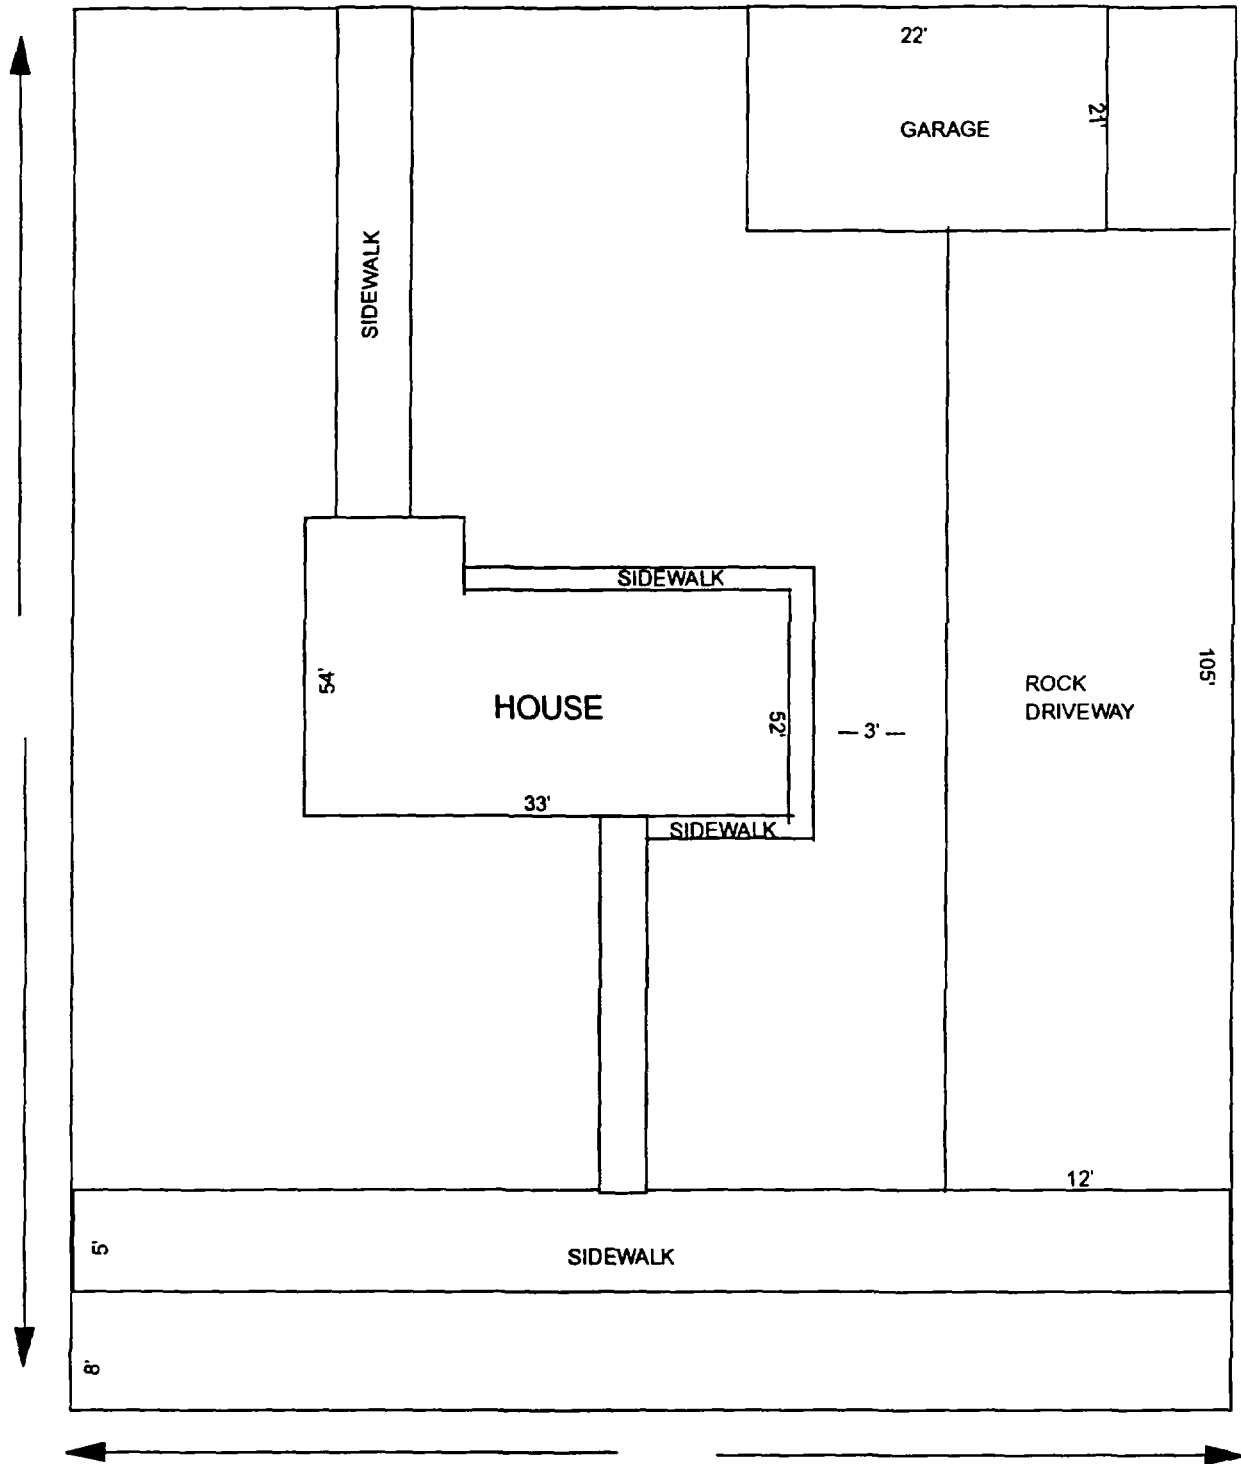 22'
21'
GARAGE
SIDEWALK
SIDEWALK
54'
HOUSE
52'
— 3' —
ROCK
DRIVEWAY
105'
33'
SIDEWALK
12'
5'
SIDEWALK
8'